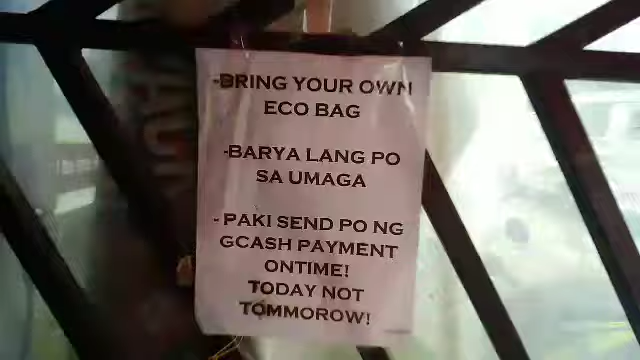 -BRING YOUR OWN
ECO BAG
-BARYA LANG PO
SA UMAGA
- PAKI SEND PO NG
GCASH PAYMENT
ONTIME!
TODAY NOT
TOMMOROW!